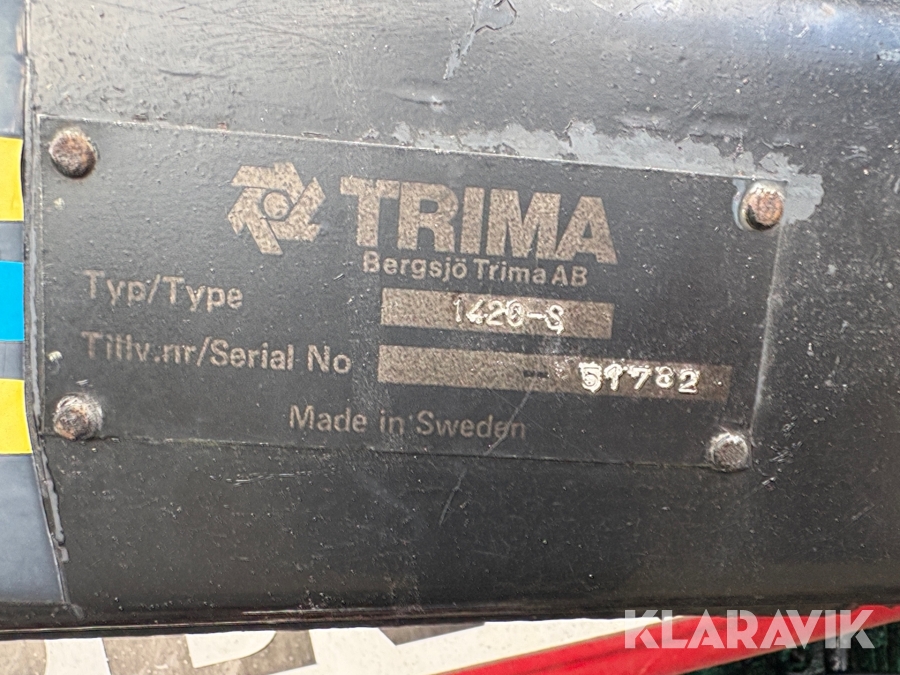 TRIMA
Bergsjö Trima AB
Typ/Type 1420-S
Tillv.nr/Serial No 51782
Made in Sweden
KLARAVIK